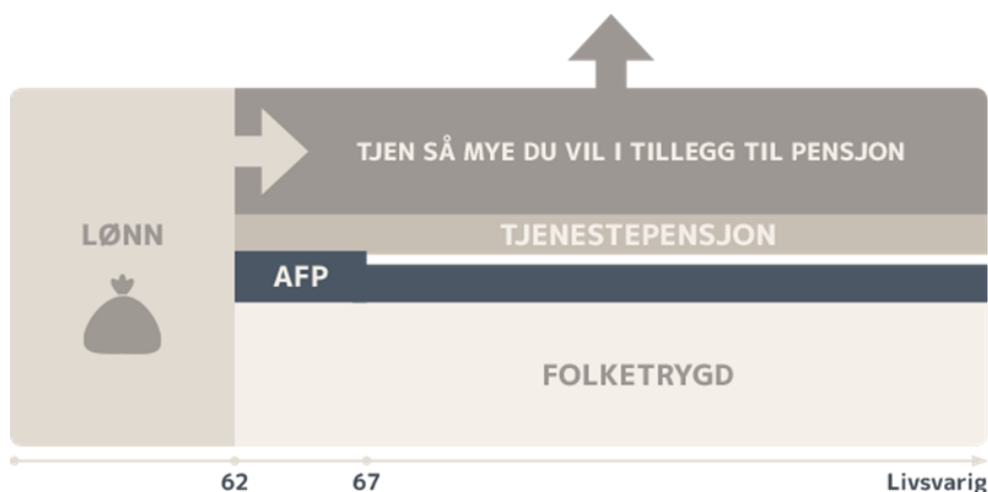 TJEN SÅ MYE DU VIL I TILLEGG TIL PENSJON
LØNN
TJENESTEPENSJON
AFP
FOLKETRYGD
62 67 Livsvarig